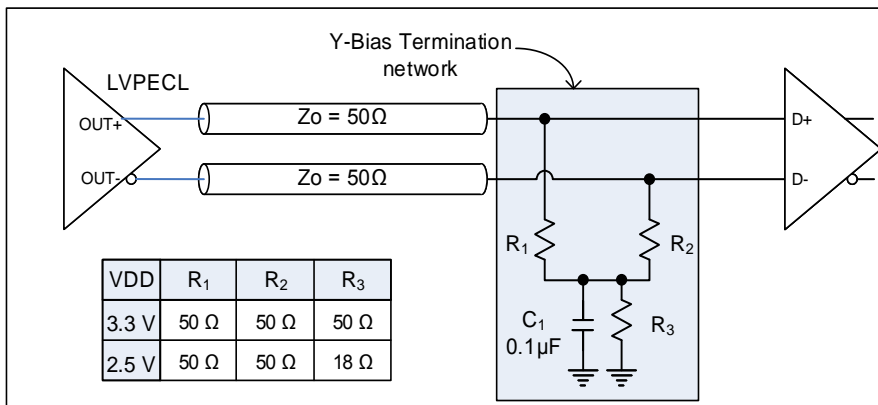 Y-Bias Termination
network
LVPECL
OUT+
Zo = 50Ω
D+
OUT-
Zo = 50Ω
D-
R₁
R₂
VDD R₁ R₂ R₃
3.3 V 50 Ω 50 Ω 50 Ω
2.5 V 50 Ω 50 Ω 18 Ω
C₁
0.1µF
R₃